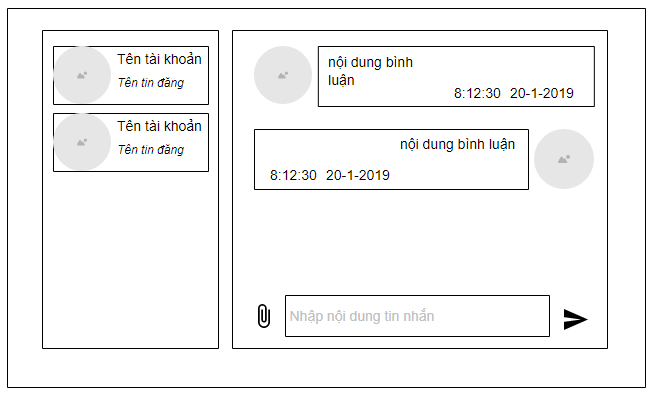 Tên tài khoản
Tên tin đăng
Tên tài khoản
Tên tin đăng
nội dung bình
luận
8:12:30 20-1-2019
nội dung bình luận
8:12:30 20-1-2019
Nhập nội dung tin nhắn